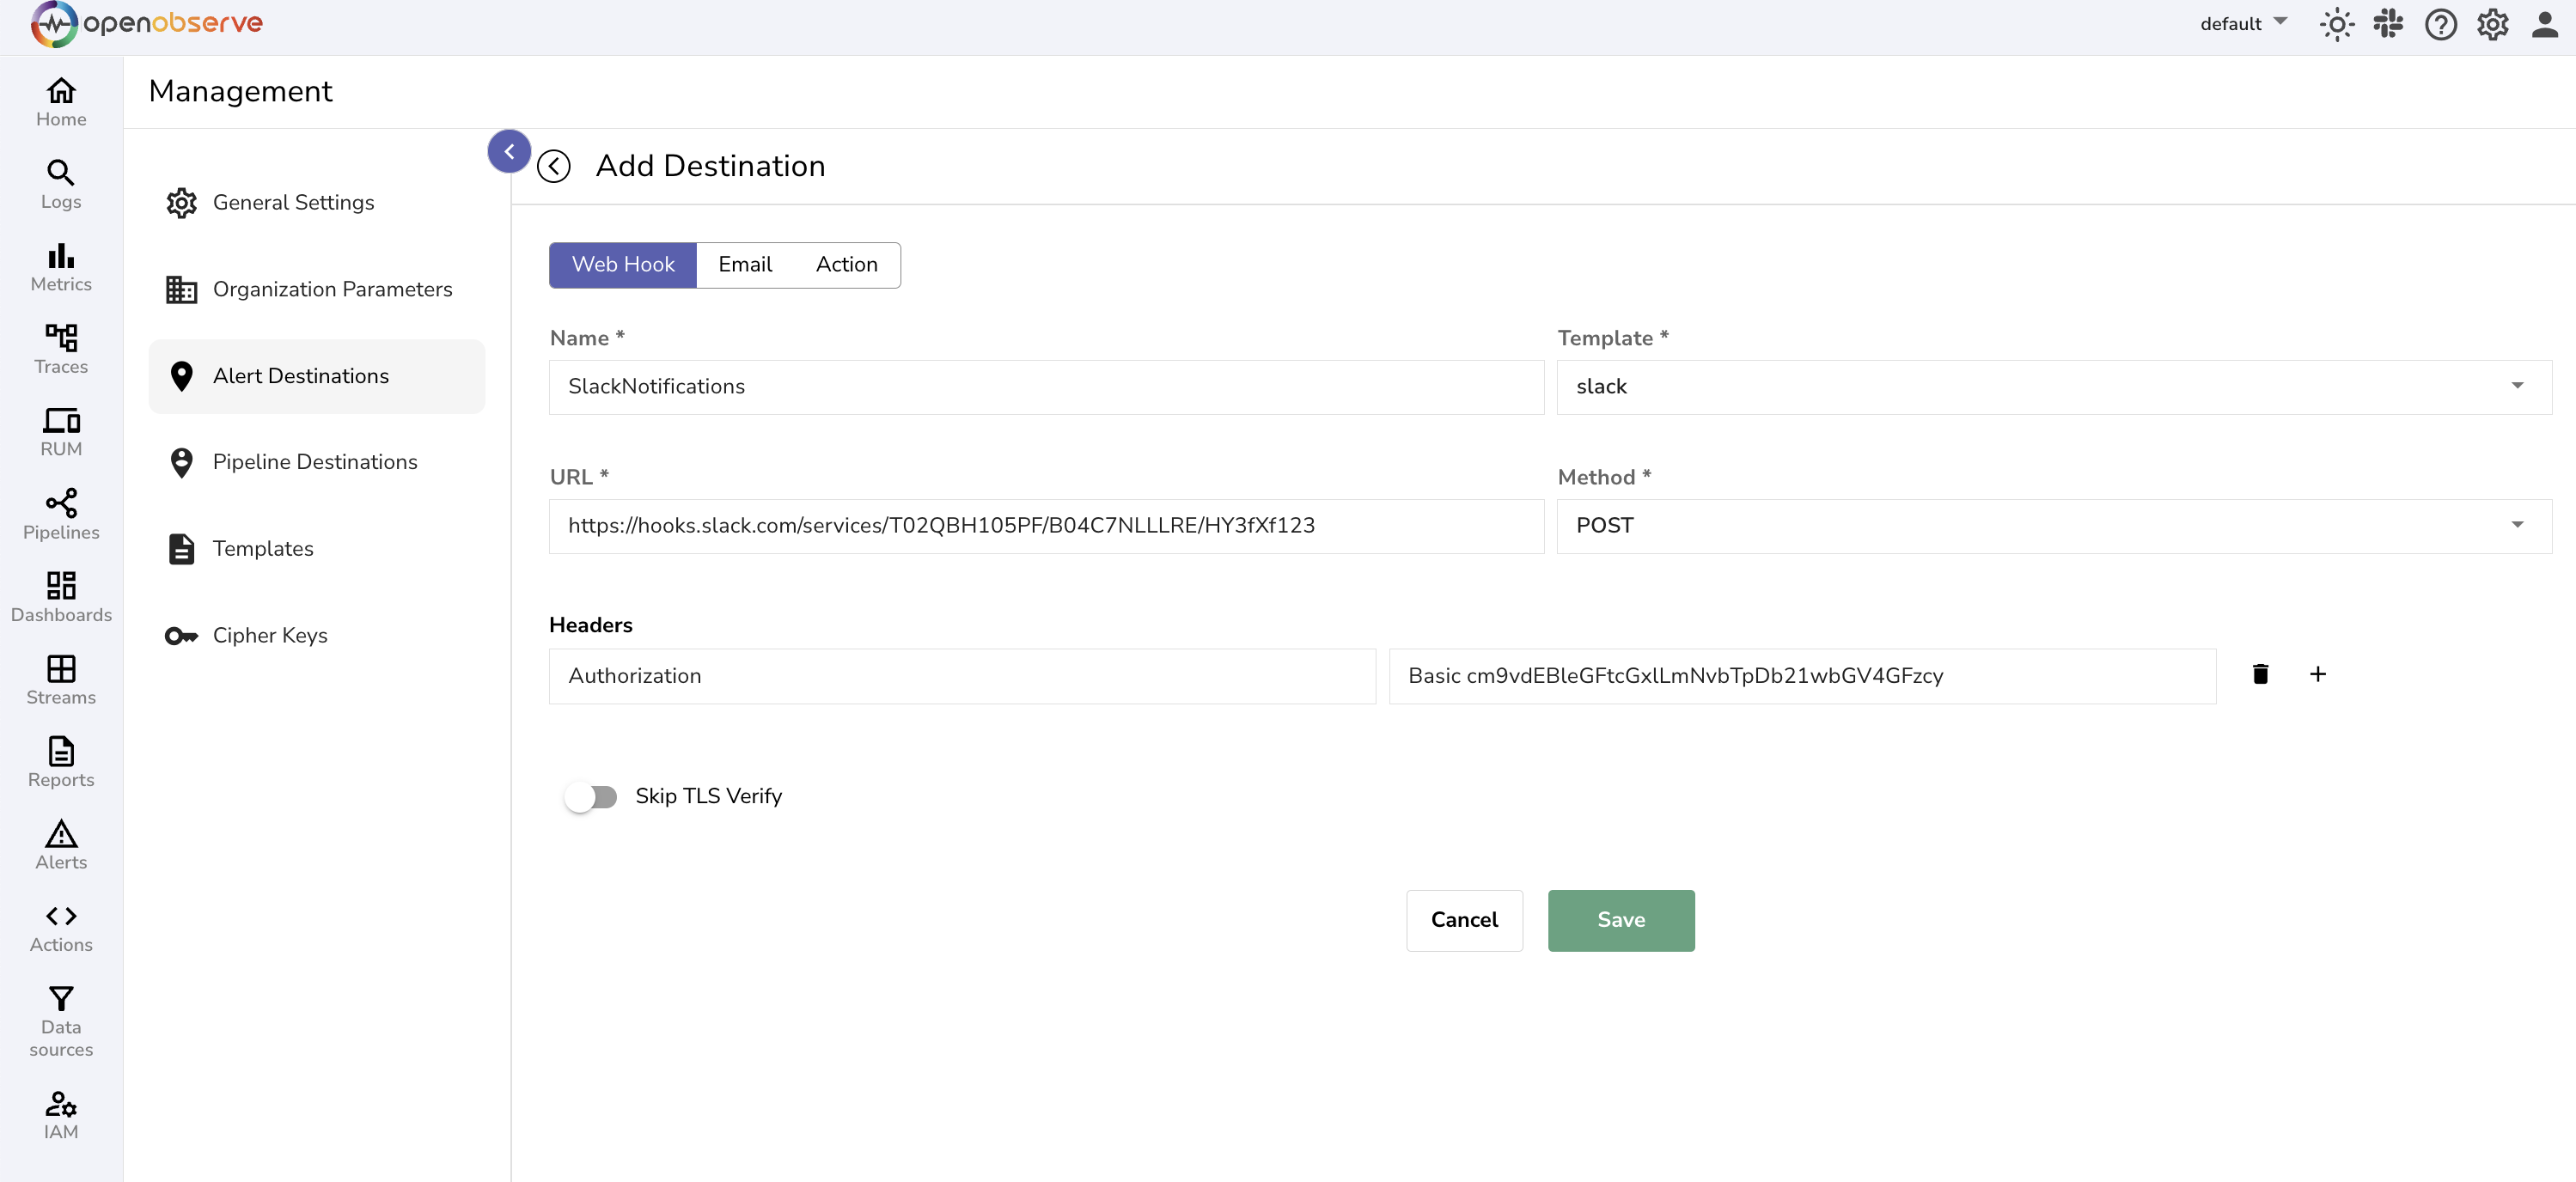 openobserve
default
Management
Home
Logs
Metrics
Traces
RUM
Pipelines
Dashboards
Streams
Reports
Alerts
Actions
Data
sources
IAM
General Settings
Organization Parameters
Alert Destinations
Pipeline Destinations
Templates
Cipher Keys
Add Destination
Web Hook Email Action
Name * Template *
SlackNotifications slack
URL * Method *
https://hooks.slack.com/services/T02QBH105PF/B04C7NLLLRE/HY3fXf123 POST
Headers
Authorization Basic cm9vdEBleGFtcGxlLmNvbTpDb21wbGV4GFzcy
Skip TLS Verify
Cancel Save